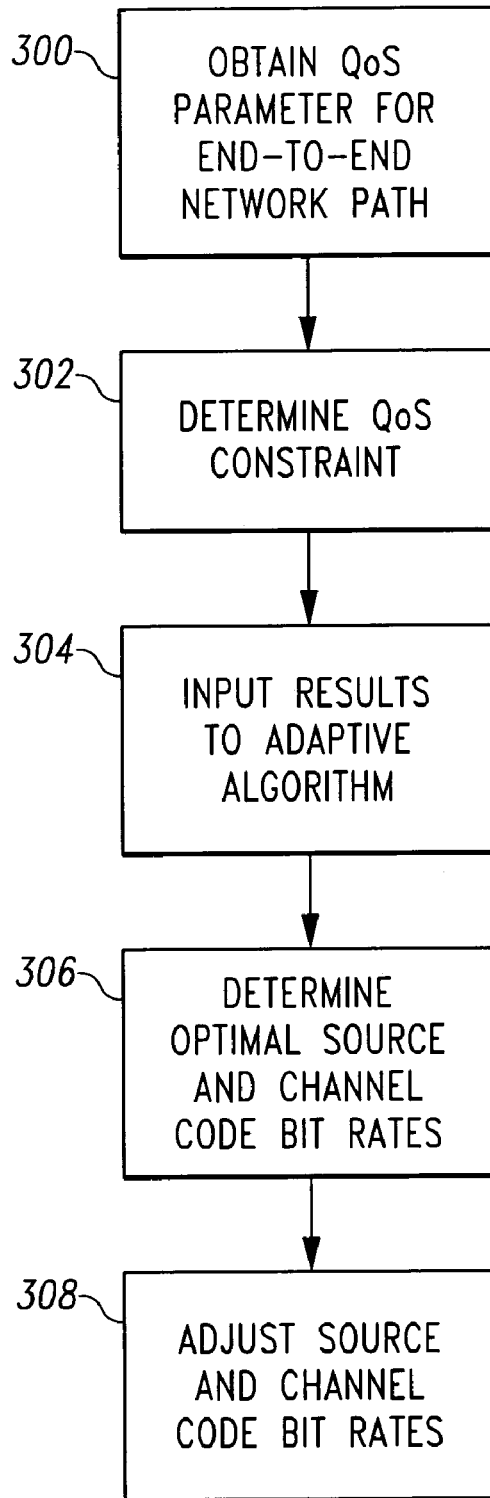 300
OBTAIN QoS
PARAMETER FOR
END-TO-END
NETWORK PATH
302
DETERMINE QoS
CONSTRAINT
304
INPUT RESULTS
TO ADAPTIVE
ALGORITHM
306
DETERMINE
OPTIMAL SOURCE
AND CHANNEL
CODE BIT RATES
308
ADJUST SOURCE
AND CHANNEL
CODE BIT RATES